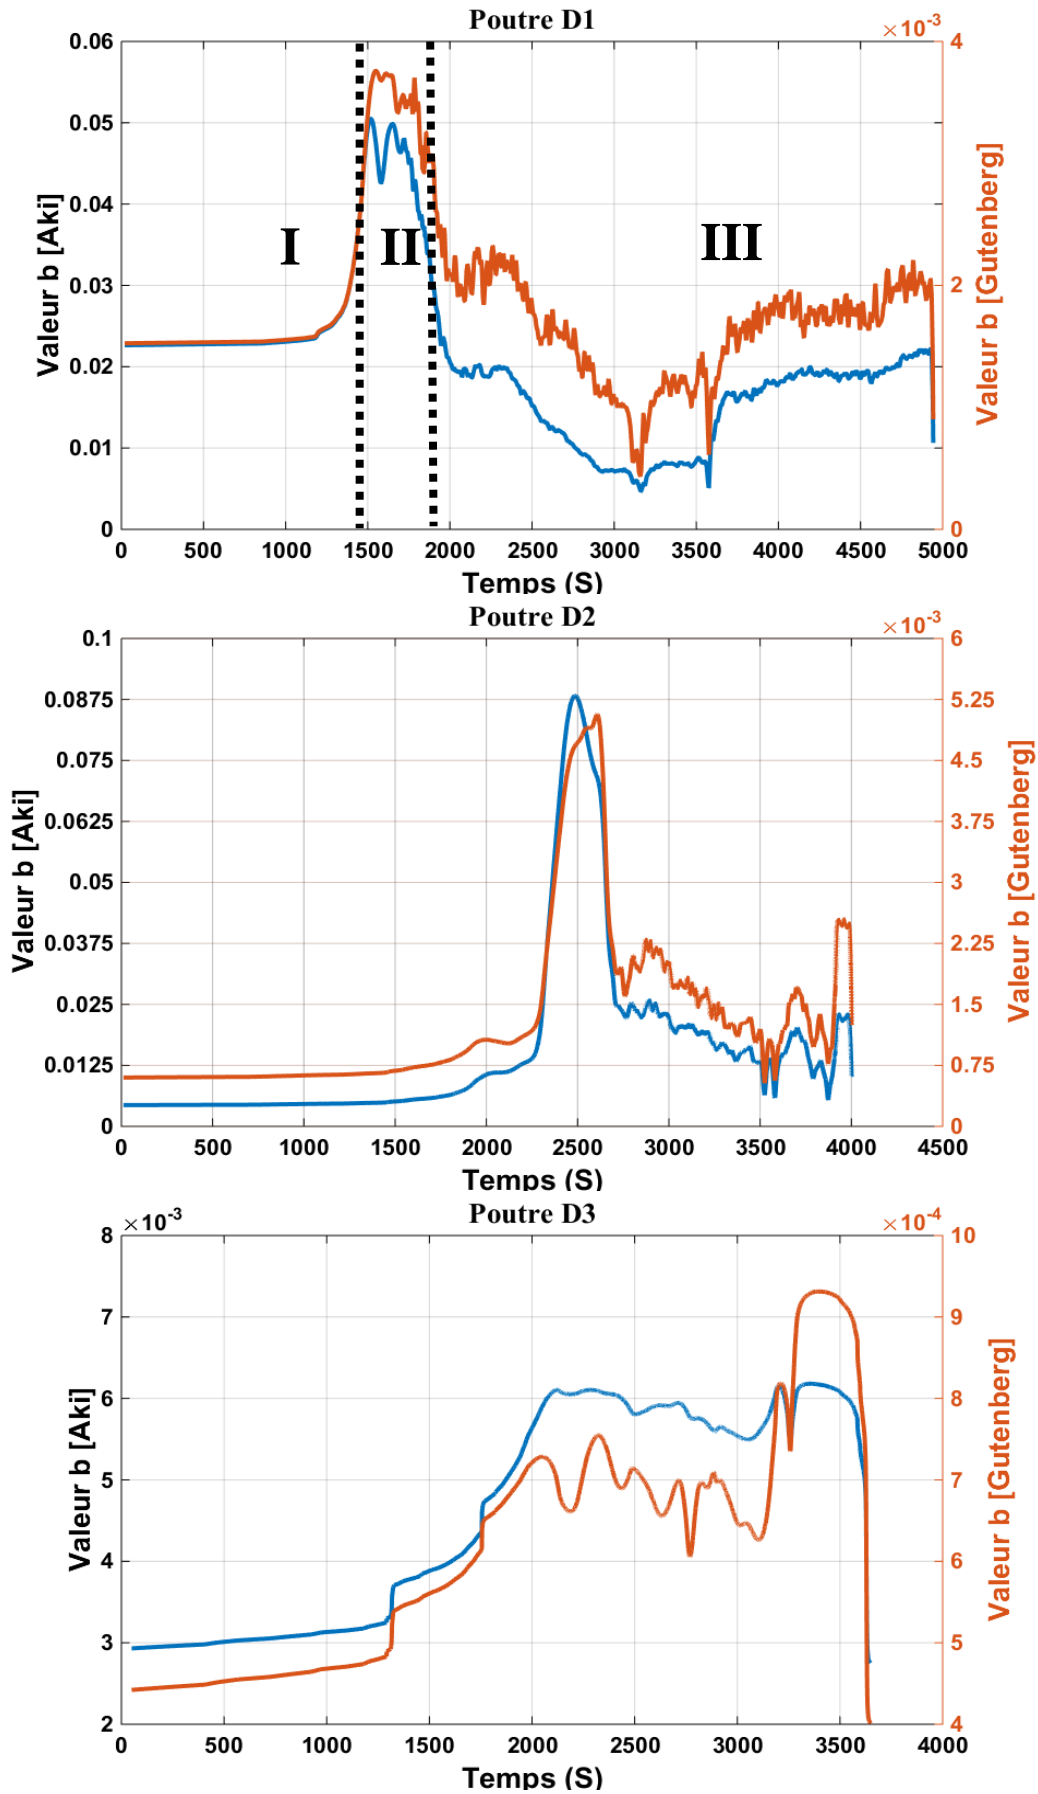 Poutre D1
×10-3
0.06
0.05
0.04
0.03
0.02
0.01
0
4
2
0
I
II
III
0 500 1000 1500 2000 2500 3000 3500 4000 4500 5000
Valeur b [Aki]
Valeur b [Gutenberg]
Temps (S)
Poutre D2
×10-3
0.1
0.0875
0.075
0.0625
0.05
0.0375
0.025
0.0125
0
6
5.25
4.5
3.75
3
2.25
1.5
0.75
0
0 500 1000 1500 2000 2500 3000 3500 4000 4500
Valeur b [Aki]
Valeur b [Gutenberg]
Temps (S)
Poutre D3
×10-3
×10-4
8
7
6
5
4
3
2
10
9
8
7
6
5
4
0 500 1000 1500 2000 2500 3000 3500 4000
Valeur b [Aki]
Valeur b [Gutenberg]
Temps (S)